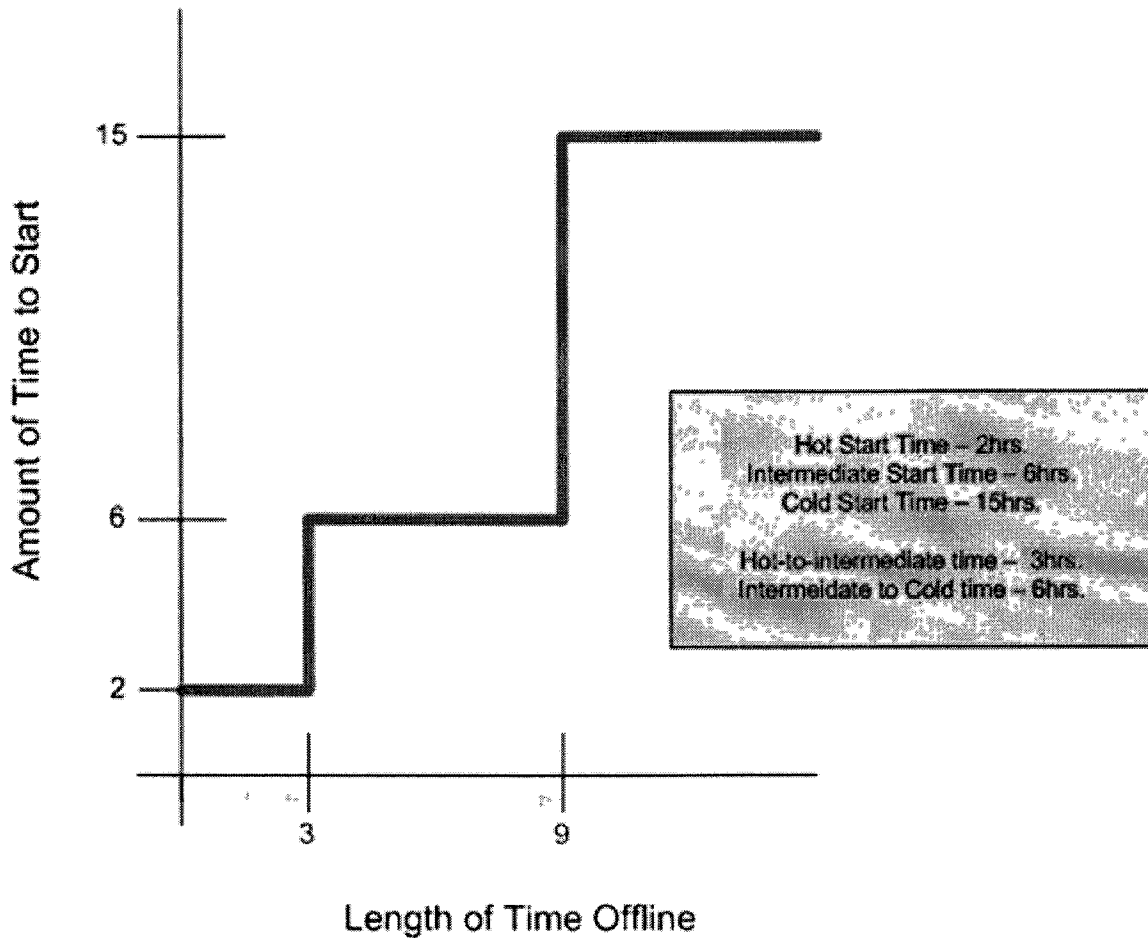 15
Amount of Time to Start
6
2
Hot Start Time – 2hrs.
Intermediate Start Time – 6hrs.
Cold Start Time – 15hrs.
Hot-to-intermediate time – 3hrs.
Intermeidate to Cold time – 6hrs.
3
9
Length of Time Offline